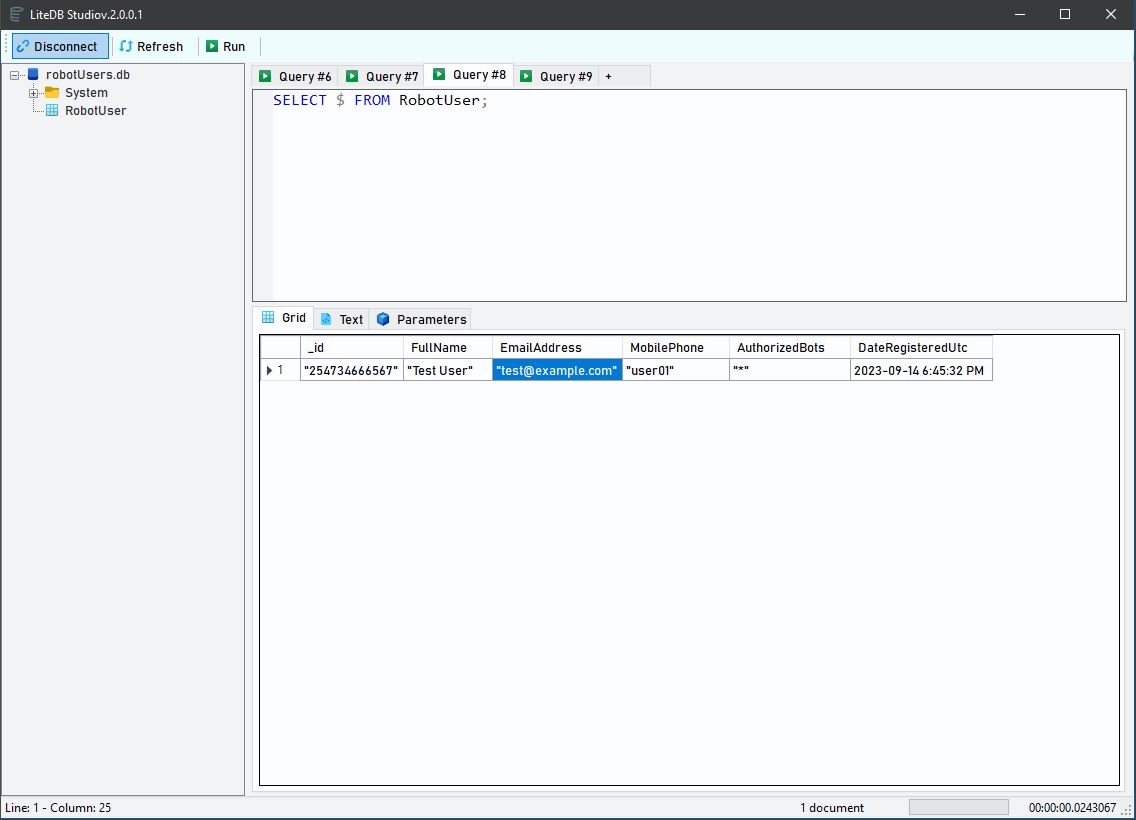 LiteDB Studiov.2.0.0.1
Disconnect Refresh Run
robotUsers.db
System
RobotUser
Query #6 Query #7 Query #8 Query #9 +
SELECT $ FROM RobotUser;
Grid Text Parameters
_id FullName EmailAddress MobilePhone AuthorizedBots DateRegisteredUtc
1 "254734666567" "Test User" "test@example.com" "user01" "*" 2023-09-14 6:45:32 PM
Line: 1 - Column: 25 1 document 00:00:00.0243067